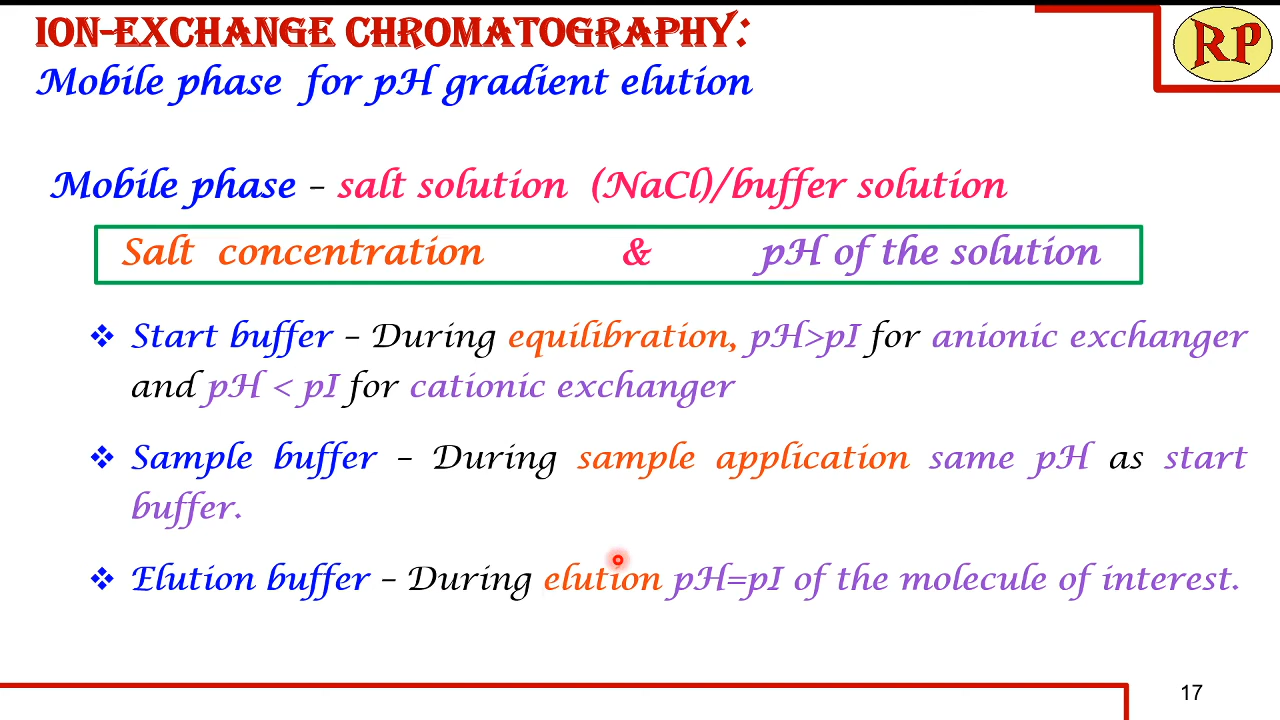 ION-EXCHANGE CHROMATOGRAPHY:
RP
Mobile phase for pH gradient elution
Mobile phase – salt solution (NaCl)/buffer solution
Salt concentration & pH of the solution
❖ Start buffer – During equilibration, pH>pI for anionic exchanger
and pH < pI for cationic exchanger
❖ Sample buffer – During sample application same pH as start
buffer.
❖ Elution buffer – During elution pH=pI of the molecule of interest.
17